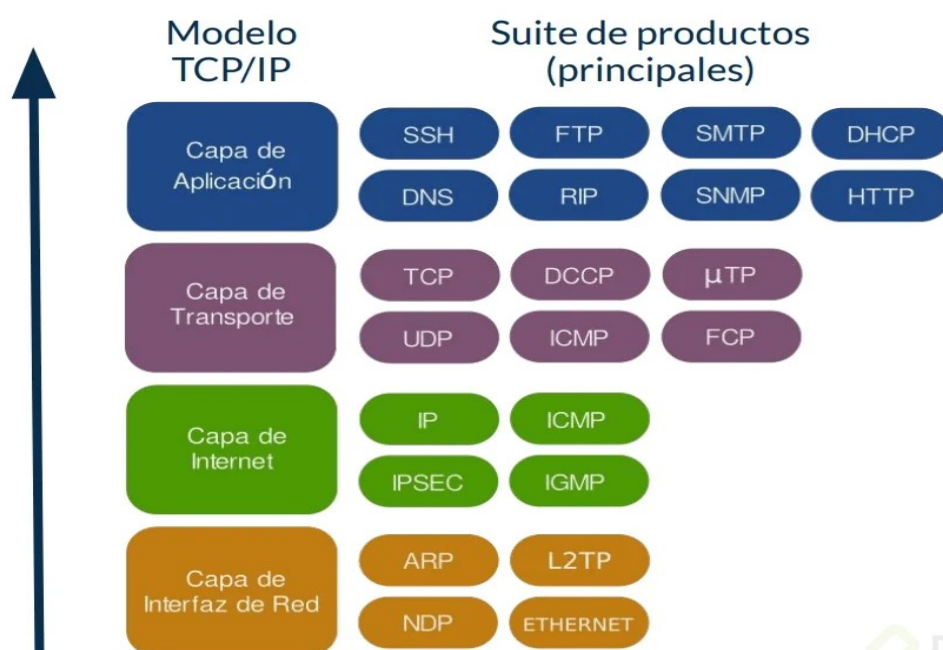 Modelo
TCP/IP
Suite de productos
(principales)
Capa de
Aplicación
SSH FTP SMTP DHCP
DNS RIP SNMP HTTP
Capa de
Transporte
TCP DCCP µTP
UDP ICMP FCP
Capa de
Internet
IP ICMP
IPSEC IGMP
Capa de
Interfaz de Red
ARP L2TP
NDP ETHERNET